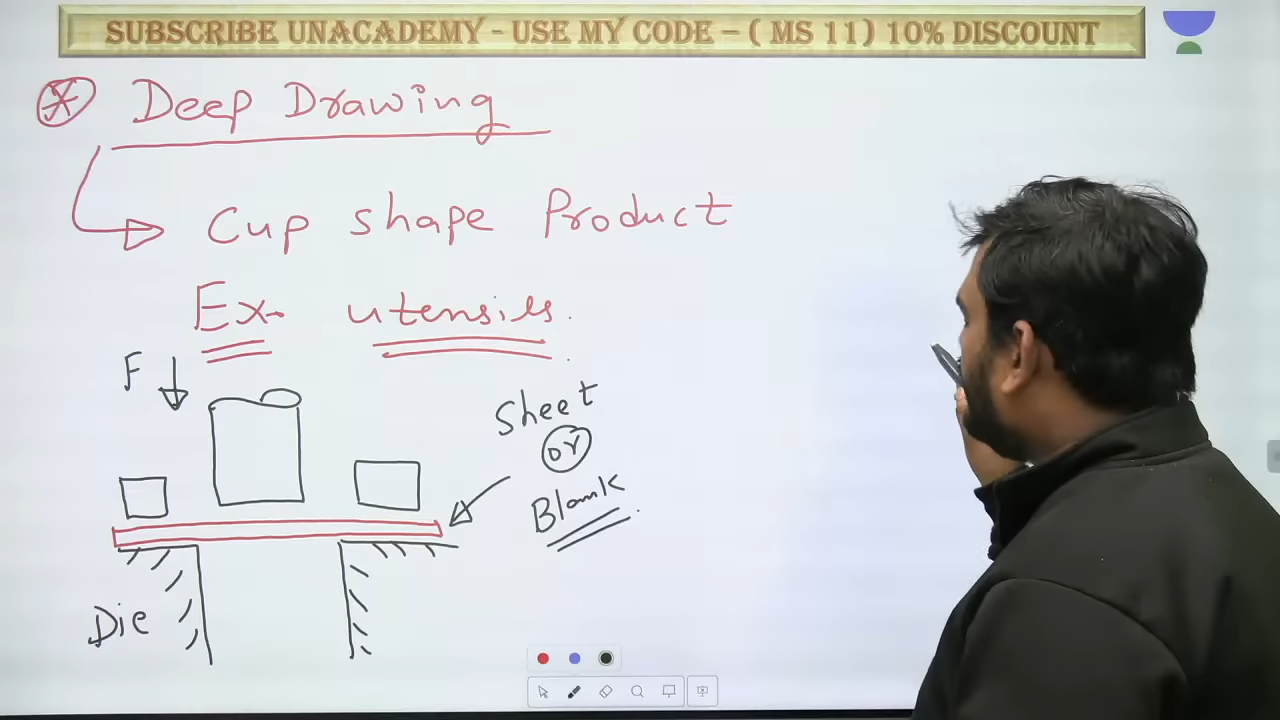 SUBSCRIBE UNACADEMY - USE MY CODE – ( MS 11) 10% DISCOUNT
Deep Drawing
Cup shape Product
Ex. utensils.
F
Sheet
or
Blank
Die